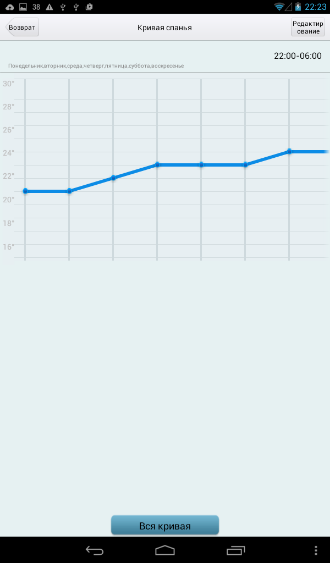 38
22:23
Возврат
Кривая спанья
Редактир
ование
22:00-06:00
Понедельник,вторник,среда,четверг,пятница,суббота,воскресенье
30°
28°
26°
24°
22°
20°
18°
16°
Вся кривая